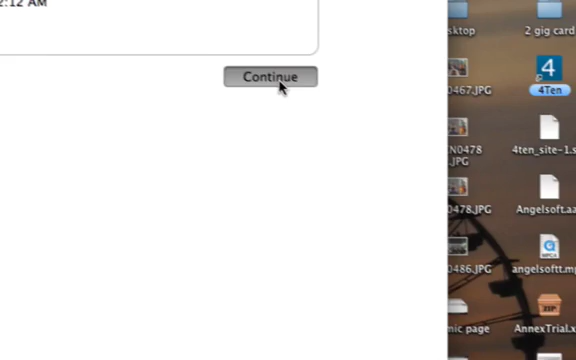 2:12 AM
Continue
sktop
2 gig card
4
0467.JPG
4Ten
N0478
.JPG
4ten_site-1.s
0478.JPG
Angelsoft.aa
0486.JPG
angelsoftt.m
mic page
AnnexTrial.x